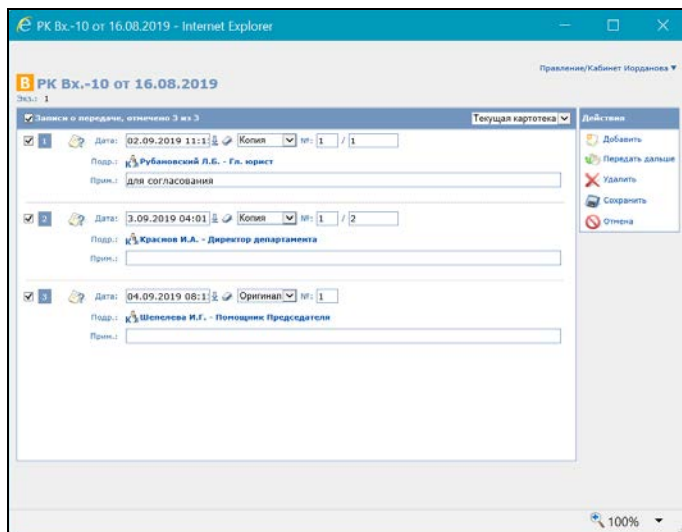 РК Вх.-10 от 16.08.2019 - Internet Explorer
Правление/Кабинет Иорданова
В РК Вх.-10 от 16.08.2019
Экз.: 1
Записи о передаче, отмечено 3 из 3 Текущая картотека
1 Дата: 02.09.2019 11:1 Копия №: 1 / 1
Подр.: Рубановский Л.Б. - Гл. юрист
Прим.: для согласования
2 Дата: 3.09.2019 04:01 Копия №: 1 / 2
Подр.: Краснов И.А. - Директор департамента
Прим.:
3 Дата: 04.09.2019 08:1 Оригинал №: 1
Подр.: Шепелева И.Г. - Помощник Председателя
Прим.:
Действия
Добавить
Передать дальше
Удалить
Сохранить
Отмена
100%